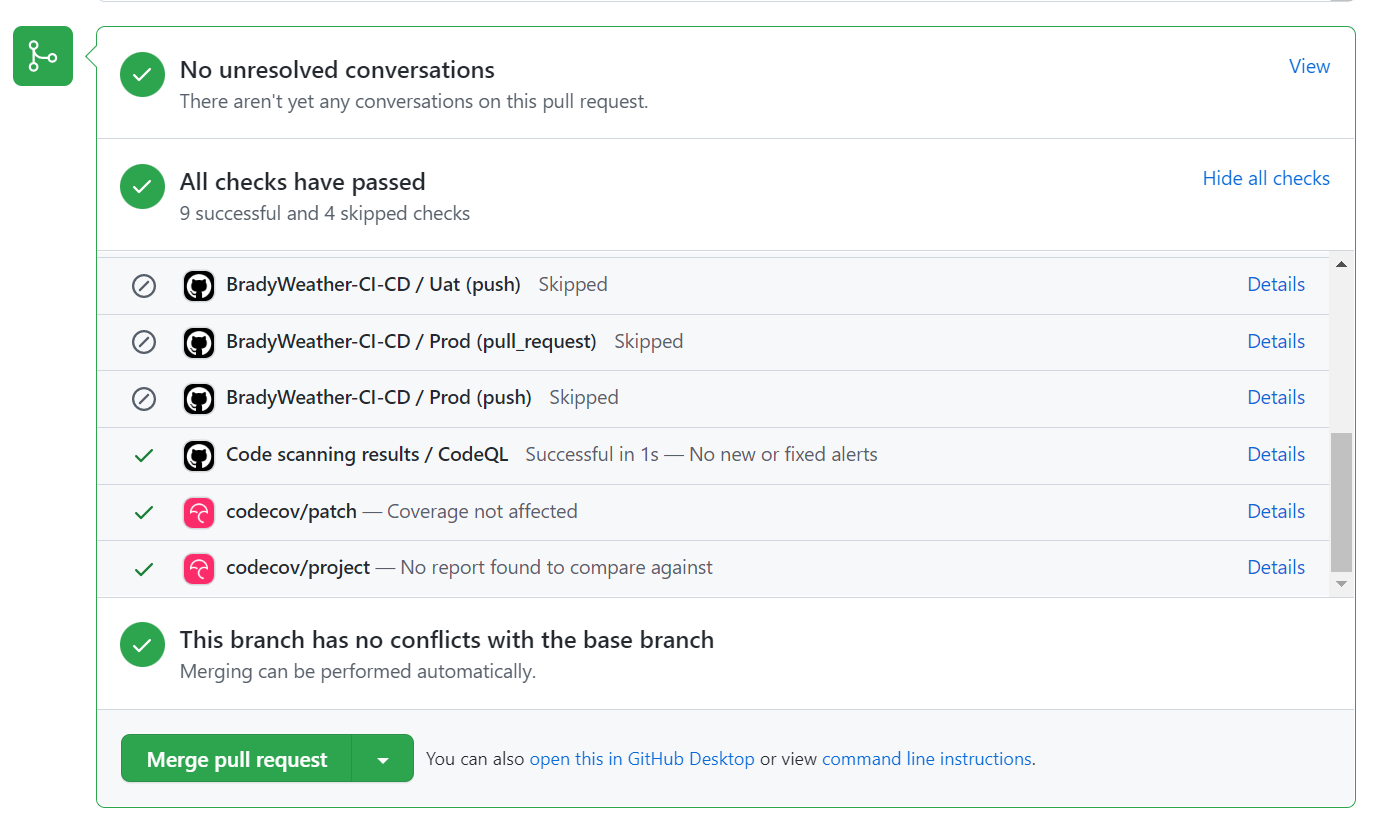 No unresolved conversations
View
There aren't yet any conversations on this pull request.
All checks have passed
Hide all checks
9 successful and 4 skipped checks
BradyWeather-CI-CD / Uat (push) Skipped Details
BradyWeather-CI-CD / Prod (pull_request) Skipped Details
BradyWeather-CI-CD / Prod (push) Skipped Details
Code scanning results / CodeQL Successful in 1s — No new or fixed alerts Details
codecov/patch — Coverage not affected Details
codecov/project — No report found to compare against Details
This branch has no conflicts with the base branch
Merging can be performed automatically.
Merge pull request You can also open this in GitHub Desktop or view command line instructions.